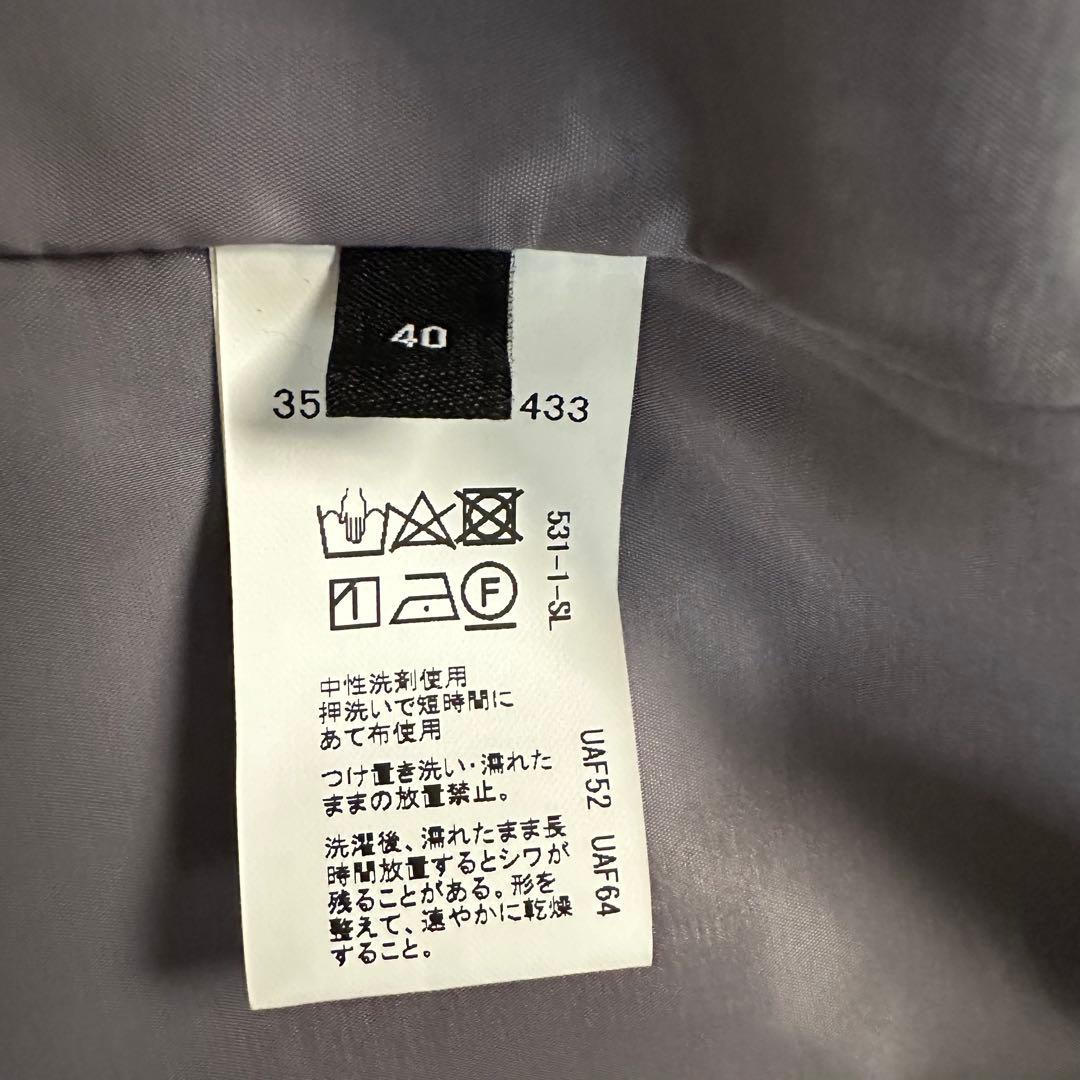 40
35 433
531-1-SL
F
中性洗剤使用
押洗いで短時間に
あて布使用
つけ置き洗い・濡れた
ままの放置禁止。
洗濯後、濡れたまま長
時間放置するとシワが
残ることがある。形を
整えて、速やかに乾燥
すること。
UAF52 UAF64